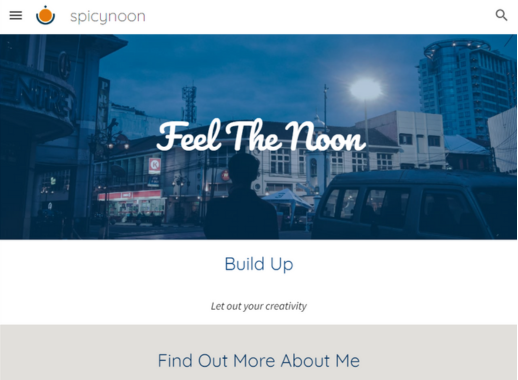 spicynoon
Feel The Noon
Build Up
Let out your creativity
Find Out More About Me